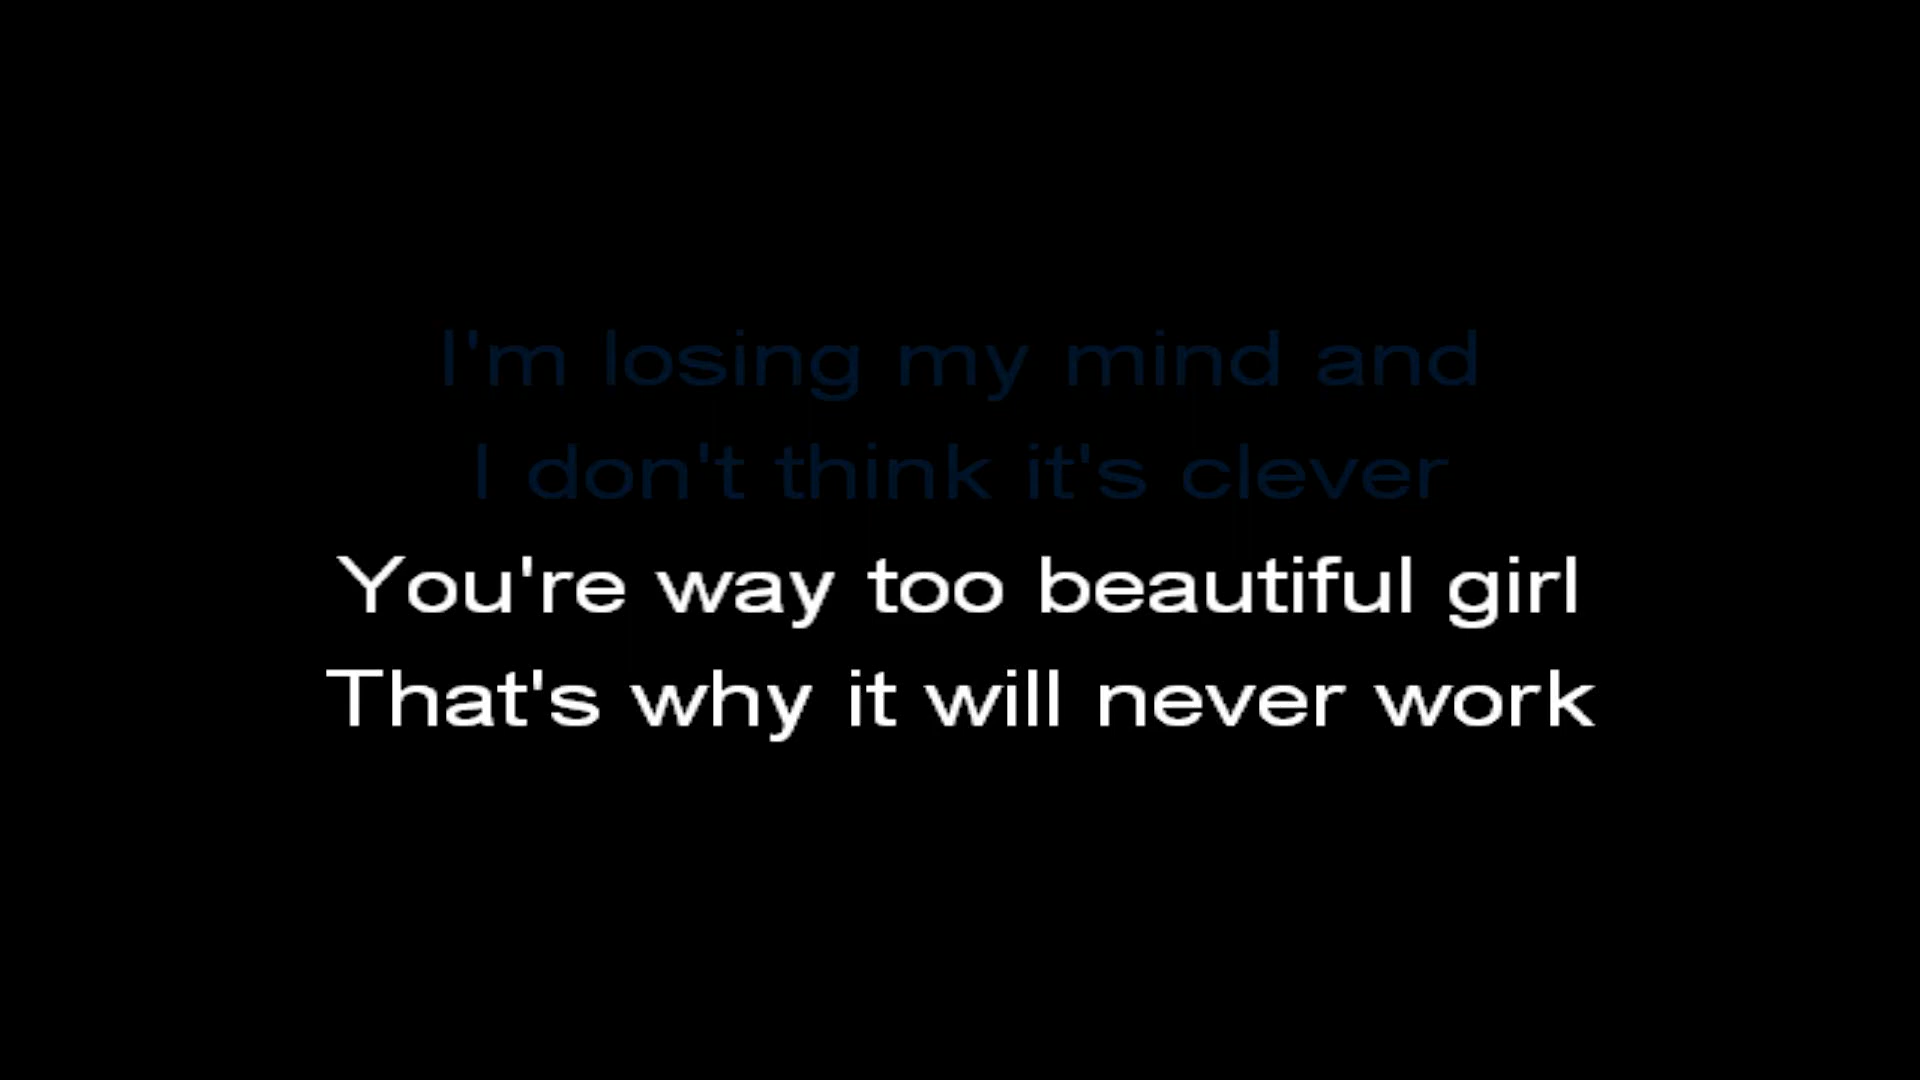 I'm losing my mind and
I don't think it's clever
You're way too beautiful girl
That's why it will never work